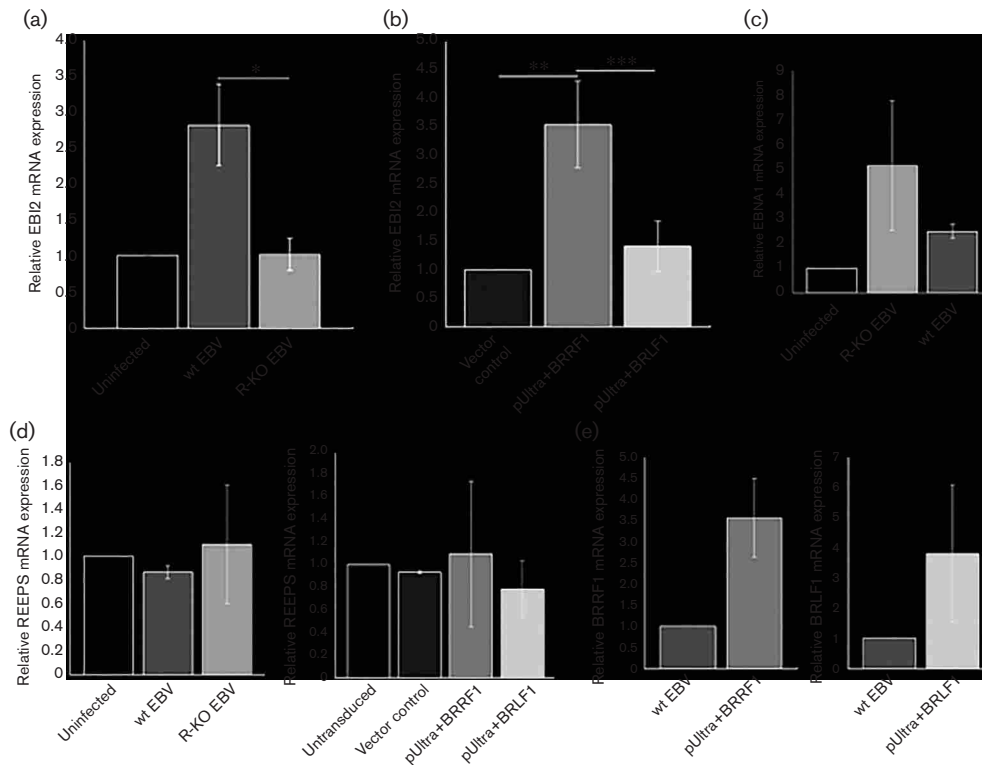 (a)
Relative EBI2 mRNA expression
4.0
3.5
3.0
2.5
2.0
1.5
1.0
0.5
0
*
Uninfected
wt EBV
R-KO EBV
(b)
Relative EBI2 mRNA expression
5.0
4.5
4.0
3.5
3.0
2.5
2.0
1.5
1.0
0.5
0
**
***
Vector
control
pUltra+BRRF1
pUltra+BRLF1
(c)
Relative EBNA1 mRNA expression
9
8
7
6
5
4
3
2
1
0
Uninfected
R-KO EBV
wt EBV
(d)
Relative REEPS mRNA expression
1.8
1.6
1.4
1.2
1.0
0.8
0.6
0.4
0.2
0
Uninfected
wt EBV
R-KO EBV
Relative REEPS mRNA expression
2.0
1.8
1.6
1.4
1.2
1.0
0.8
0.6
0.4
0.2
0
Untransduced
Vector control
pUltra+BRRF1
pUltra+BRLF1
(e)
Relative BRRF1 mRNA expression
5.0
4.5
4.0
3.5
3.0
2.5
2.0
1.5
1.0
0.5
0
wt EBV
pUltra+BRRF1
Relative BRLF1 mRNA expression
7
6
5
4
3
2
1
0
wt EBV
pUltra+BRLF1